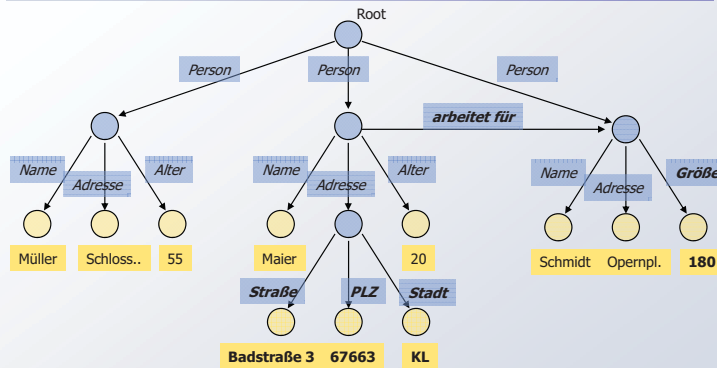 Root
Person Person Person
arbeitet für
Name Adresse Alter Name Adresse Alter Name Adresse Größe
Müller Schloss.. 55 Maier 20 Schmidt Opernpl. 180
Straße PLZ Stadt
Badstraße 3 67663 KL